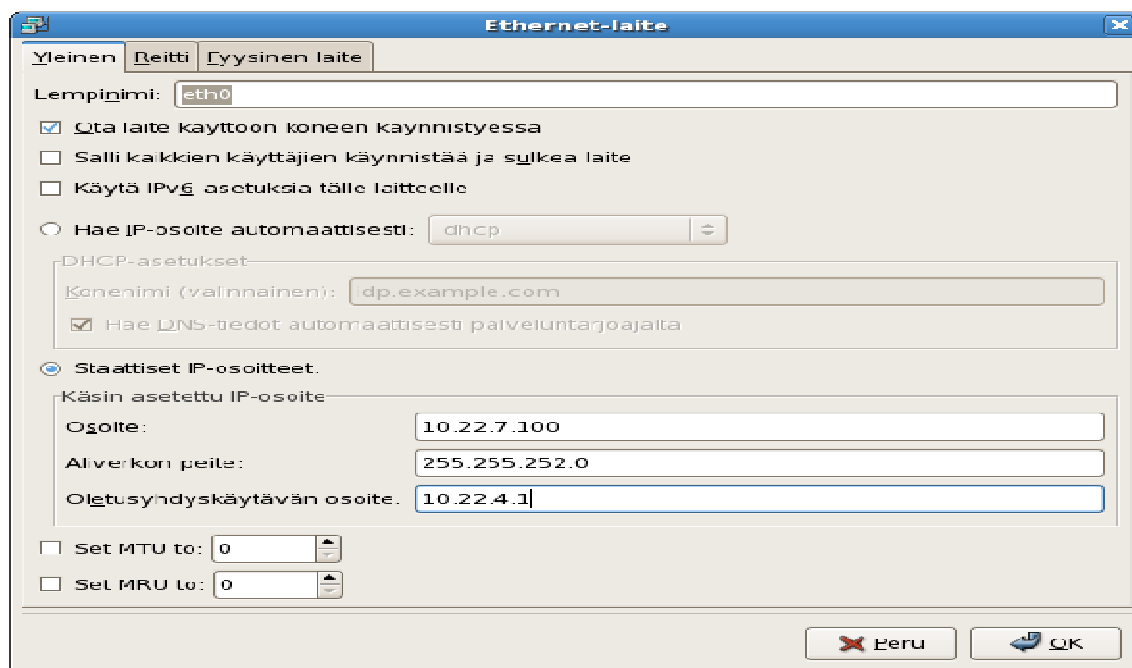 Ethernet-laite
Yleinen Reitti Fyysinen laite
Lempinimi: eth0
Ota laite käyttöön koneen käynnistyessä
Salli kaikkien käyttäjien käynnistää ja sulkea laite
Käytä IPv6 asetuksia tälle laitteelle
Hae IP-osoite automaattisesti: dhcp
DHCP-asetukset
Konenimi (valinnainen): idp.example.com
Hae DNS-tiedot automaattisesti palveluntarjoajalta
Staattiset IP-osoitteet:
Käsin asetettu IP-osoite
Osoite: 10.22.7.100
Aliverkon peite: 255.255.252.0
Oletusyhdyskäytävän osoite: 10.22.4.1
Set MTU to: 0
Set MRU to: 0
Peru OK